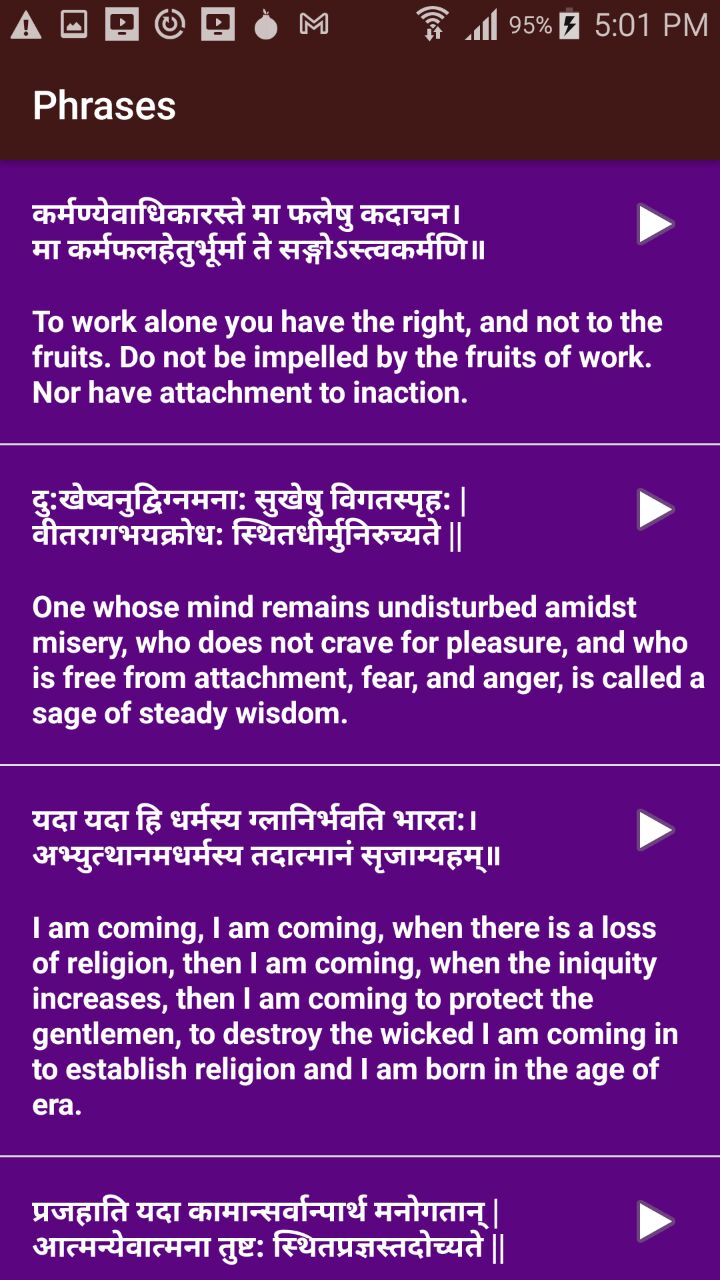 95% 5:01 PM
Phrases
कर्मण्येवाधिकारस्ते मा फलेषु कदाचन।
मा कर्मफलहेतुर्भूर्मा ते सङ्गोऽस्त्वकर्मणि॥
To work alone you have the right, and not to the
fruits. Do not be impelled by the fruits of work.
Nor have attachment to inaction.
दु:खेष्वनुद्विग्नमना: सुखेषु विगतस्पृह: |
वीतरागभयक्रोध: स्थितधीर्मुनिरुच्यते ||
One whose mind remains undisturbed amidst
misery, who does not crave for pleasure, and who
is free from attachment, fear, and anger, is called a
sage of steady wisdom.
यदा यदा हि धर्मस्य ग्लानिर्भवति भारत:।
अभ्युत्थानमधर्मस्य तदात्मानं सृजाम्यहम्॥
I am coming, I am coming, when there is a loss
of religion, then I am coming, when the iniquity
increases, then I am coming to protect the
gentlemen, to destroy the wicked I am coming in
to establish religion and I am born in the age of
era.
प्रजहाति यदा कामान्सर्वान्पार्थ मनोगतान् |
आत्मन्येवात्मना तुष्ट: स्थितप्रज्ञस्तदोच्यते ||